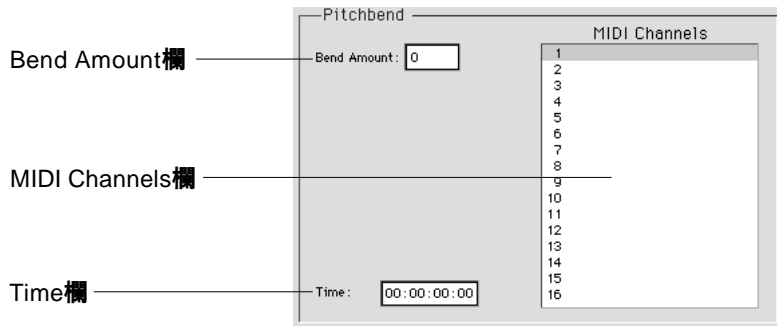 Pitchbend
MIDI Channels
Bend Amount欄
Bend Amount: 0
1
2
3
4
5
6
7
8
MIDI Channels欄
9
10
11
12
13
14
15
16
Time欄
Time: 00:00:00:00